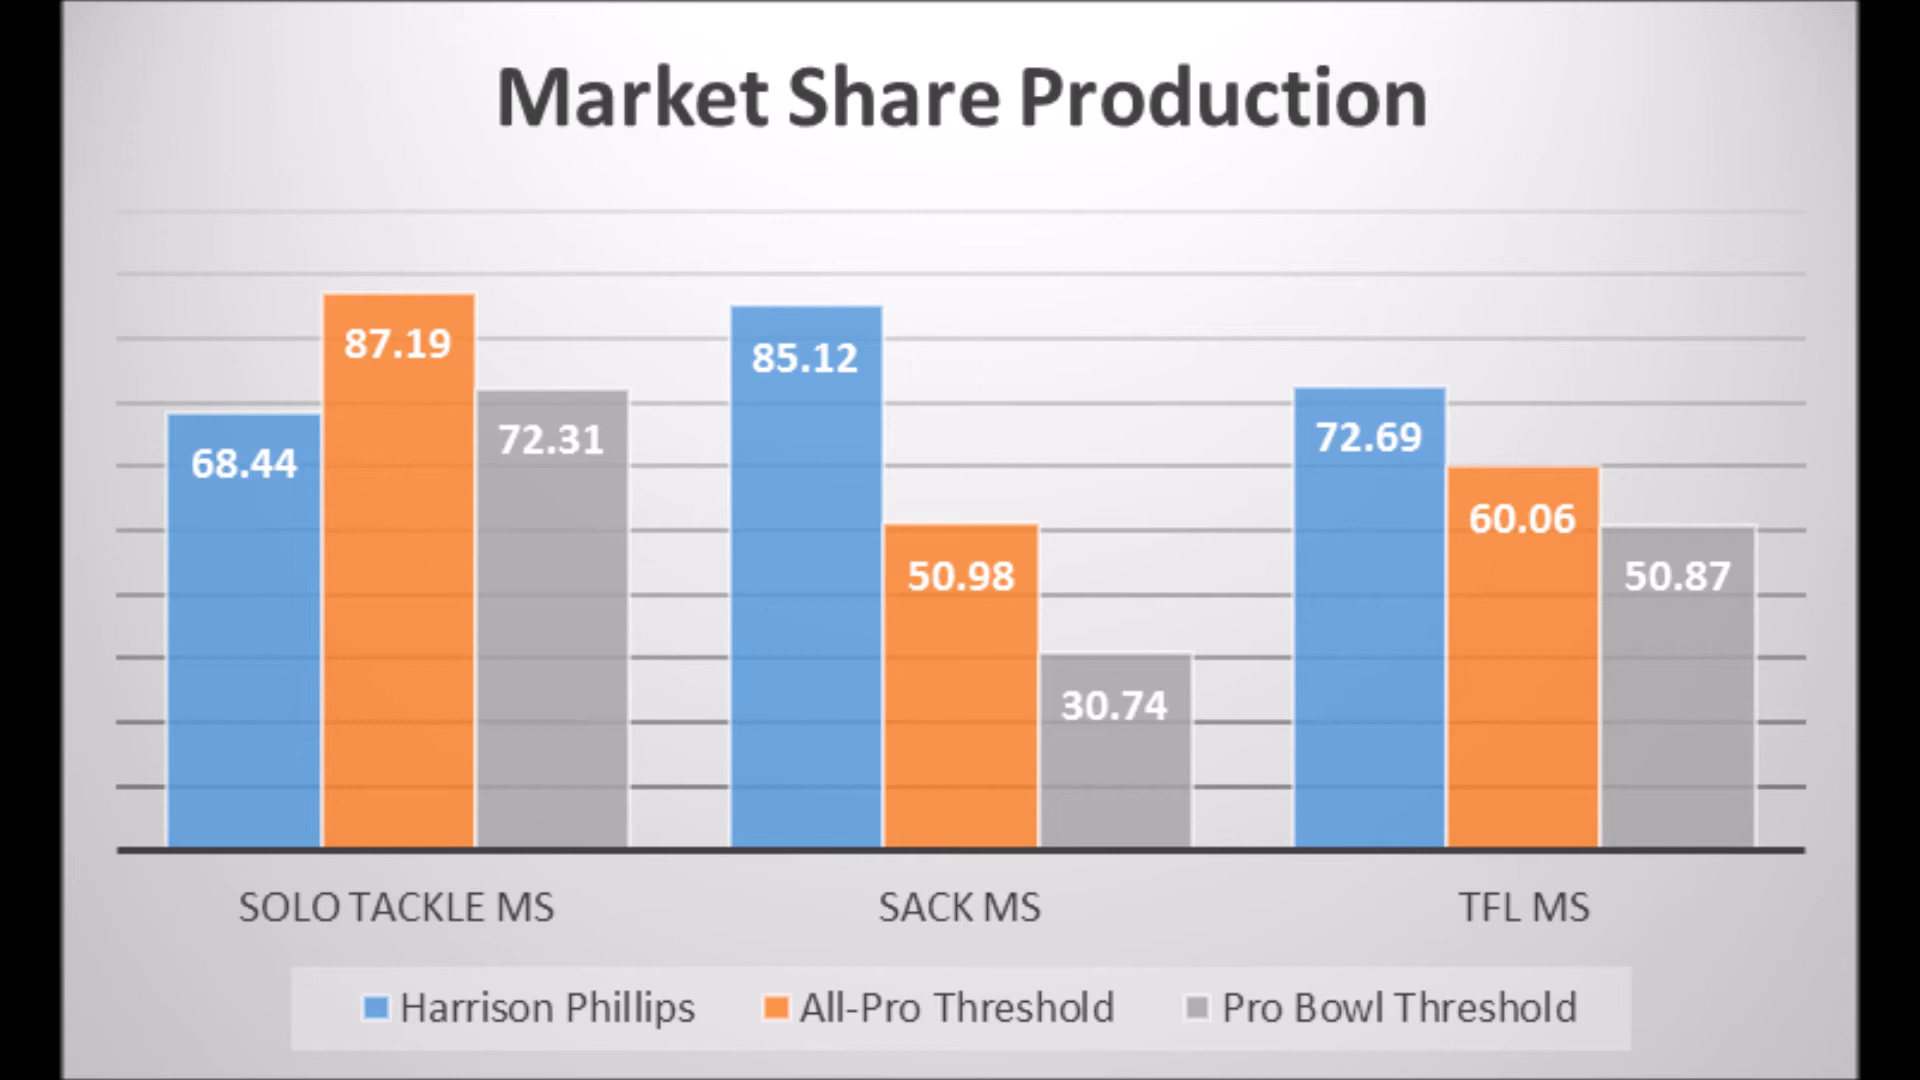 Market Share Production
68.44
87.19
72.31
85.12
50.98
30.74
72.69
60.06
50.87
SOLO TACKLE MS
SACK MS
TFL MS
Harrison Phillips
All-Pro Threshold
Pro Bowl Threshold